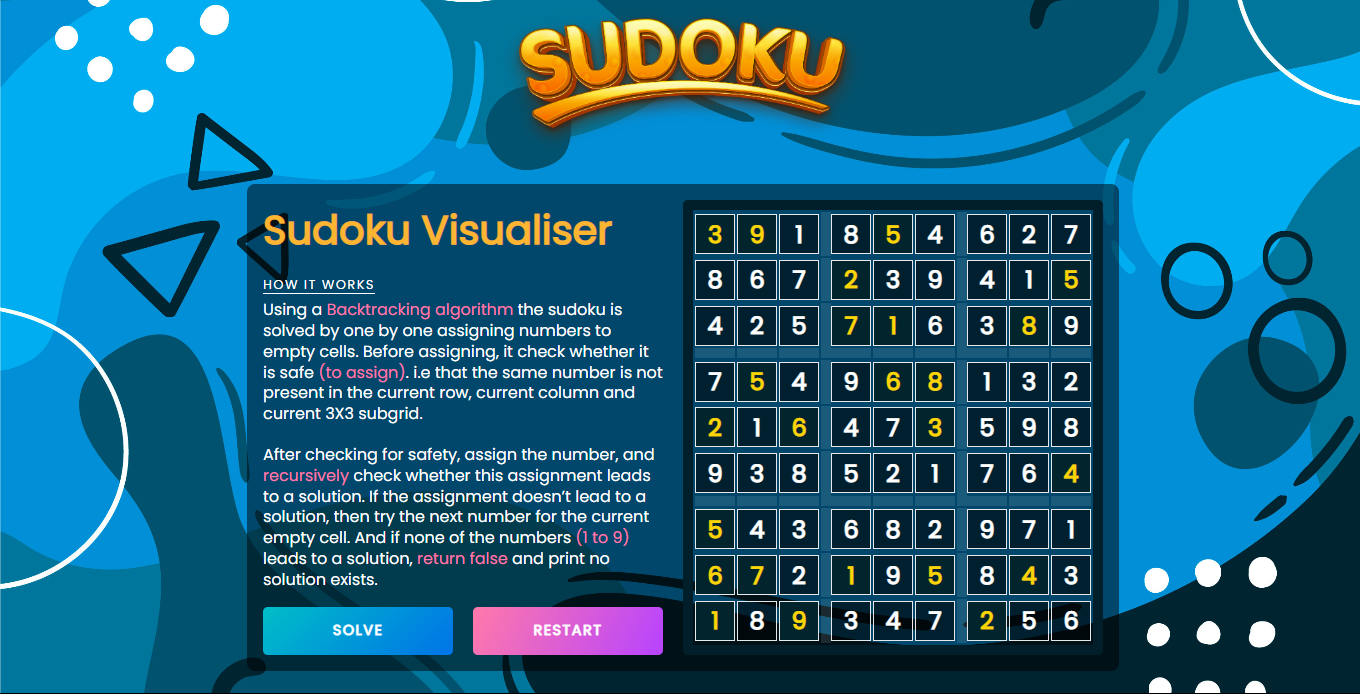 SUDOKU
Sudoku Visualiser
HOW IT WORKS
Using a Backtracking algorithm the sudoku is
solved by one by one assigning numbers to
empty cells. Before assigning, it check whether it
is safe (to assign). i.e that the same number is not
present in the current row, current column and
current 3X3 subgrid.
After checking for safety, assign the number, and
recursively check whether this assignment leads
to a solution. If the assignment doesn't lead to a
solution, then try the next number for the current
empty cell. And if none of the numbers (1 to 9)
leads to a solution, return false and print no
solution exists.
SOLVE RESTART
3 9 1 8 5 4 6 2 7
8 6 7 2 3 9 4 1 5
4 2 5 7 1 6 3 8 9
7 5 4 9 6 8 1 3 2
2 1 6 4 7 3 5 9 8
9 3 8 5 2 1 7 6 4
5 4 3 6 8 2 9 7 1
6 7 2 1 9 5 8 4 3
1 8 9 3 4 7 2 5 6